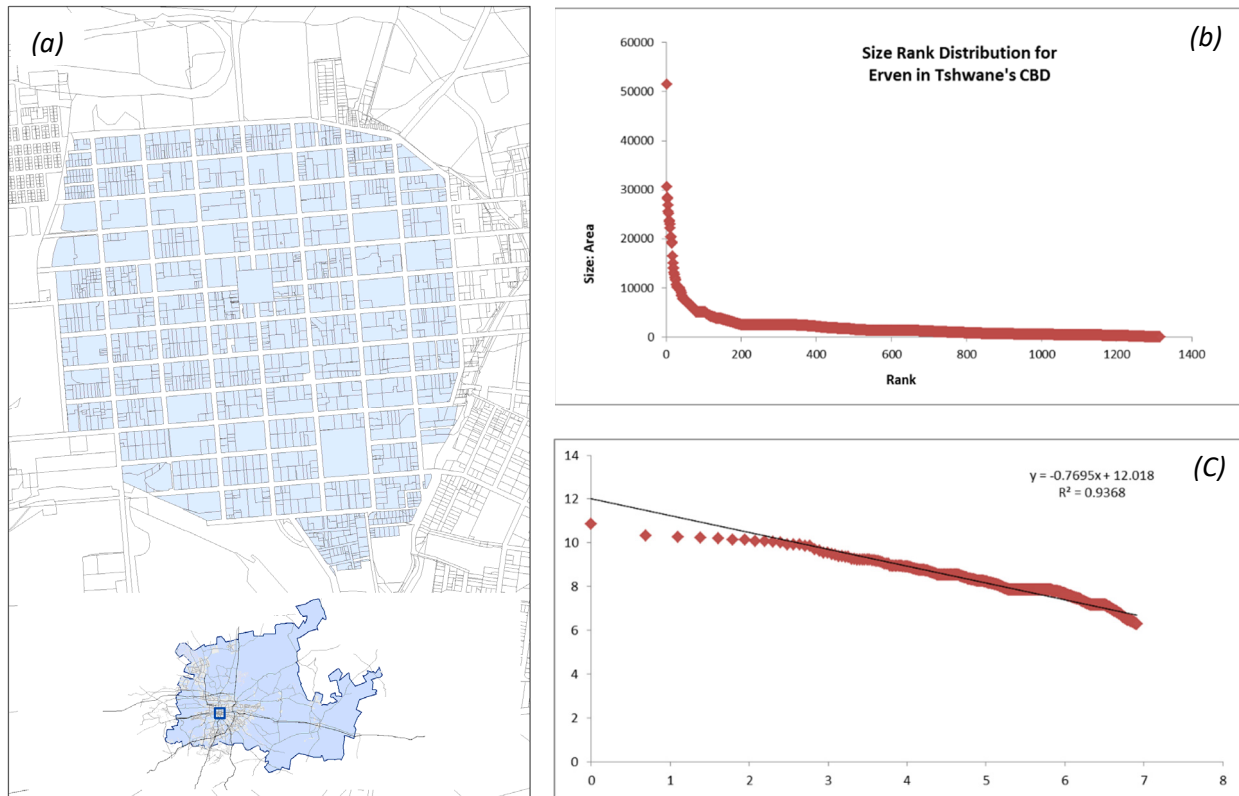 (a)
(b)
Size Rank Distribution for
Erven in Tshwane's CBD
60000
50000
40000
30000
20000
10000
0
Size: Area
0 200 400 600 800 1000 1200 1400
Rank
(C)
y = -0.7695x + 12.018
R² = 0.9368
14
12
10
8
6
4
2
0
0 1 2 3 4 5 6 7 8